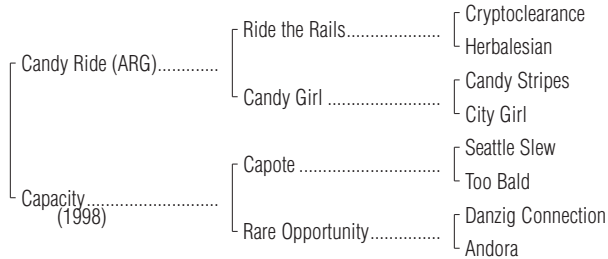 Cryptoclearance
Ride the Rails....................
Herbalesian
Candy Ride (ARG).............
Candy Stripes
Candy Girl ........................
City Girl
Seattle Slew
Capote ..............................
Too Bald
Capacity...........................
(1998)
Danzig Connection
Rare Opportunity...............
Andora